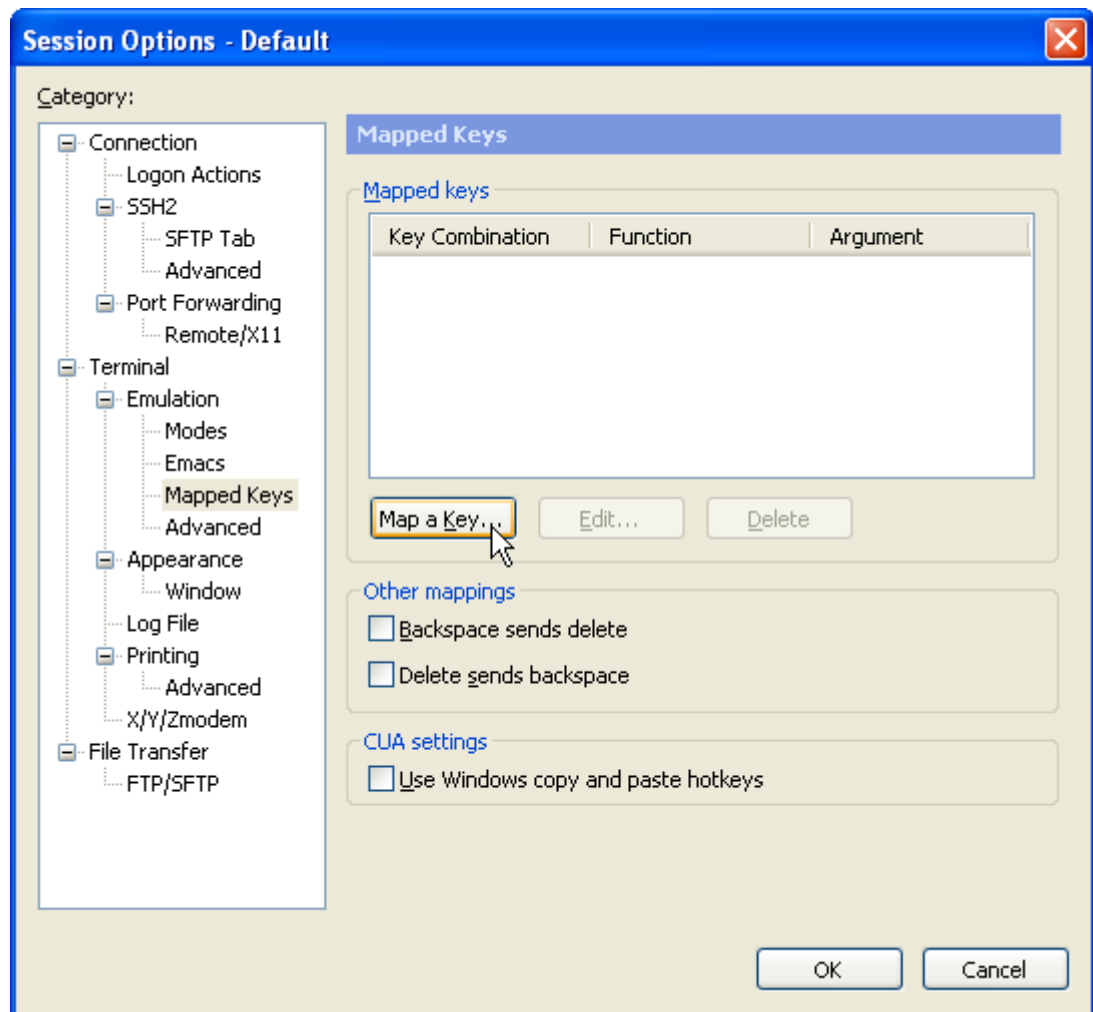 Session Options - Default
Category:
Connection
Logon Actions
SSH2
SFTP Tab
Advanced
Port Forwarding
Remote/X11
Terminal
Emulation
Modes
Emacs
Mapped Keys
Advanced
Appearance
Window
Log File
Printing
Advanced
X/Y/Zmodem
File Transfer
FTP/SFTP
Mapped Keys
Mapped keys
Key Combination Function Argument
Map a Key... Edit... Delete
Other mappings
Backspace sends delete
Delete sends backspace
CUA settings
Use Windows copy and paste hotkeys
OK Cancel